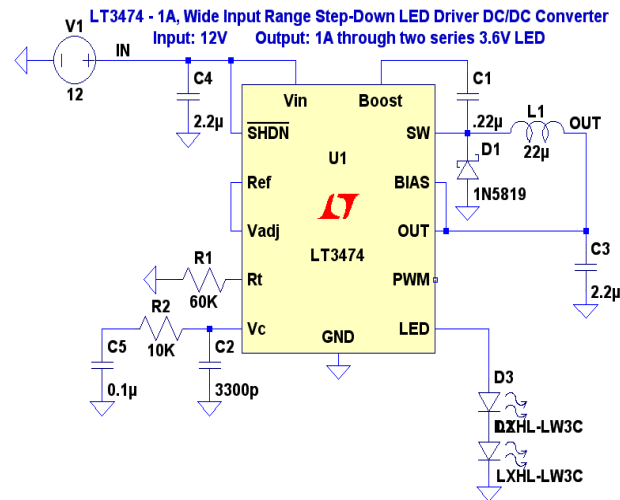 LT3474 - 1A, Wide Input Range Step-Down LED Driver DC/DC Converter
Input: 12V Output: 1A through two series 3.6V LED
V1
IN
12
C4
2.2µ
Vin
Boost
C1
.22µ
SHDN
SW
L1
OUT
22µ
U1
D1
1N5819
Ref
BIAS
Vadj
OUT
LT3474
R1
60K
Rt
PWM
C3
2.2µ
R2
10K
Vc
GND
LED
C5
0.1µ
C2
3300p
D3
LXHL-LW3C
LXHL-LW3C